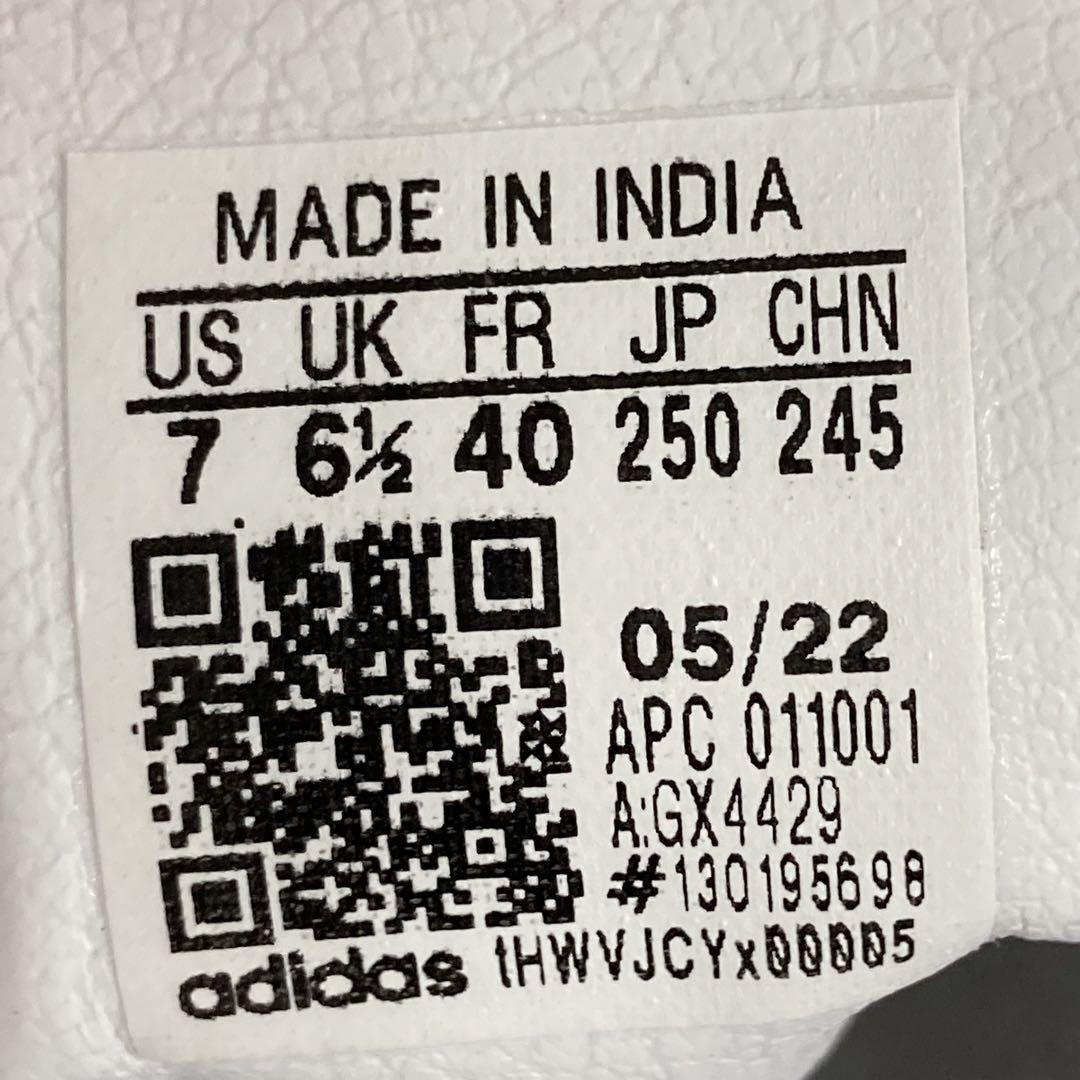 MADE IN INDIA
US UK FR JP CHN
7 6½ 40 250 245
05/22
APC 011001
A:GX4429
#130195698
adidas tHWVJCYx00005